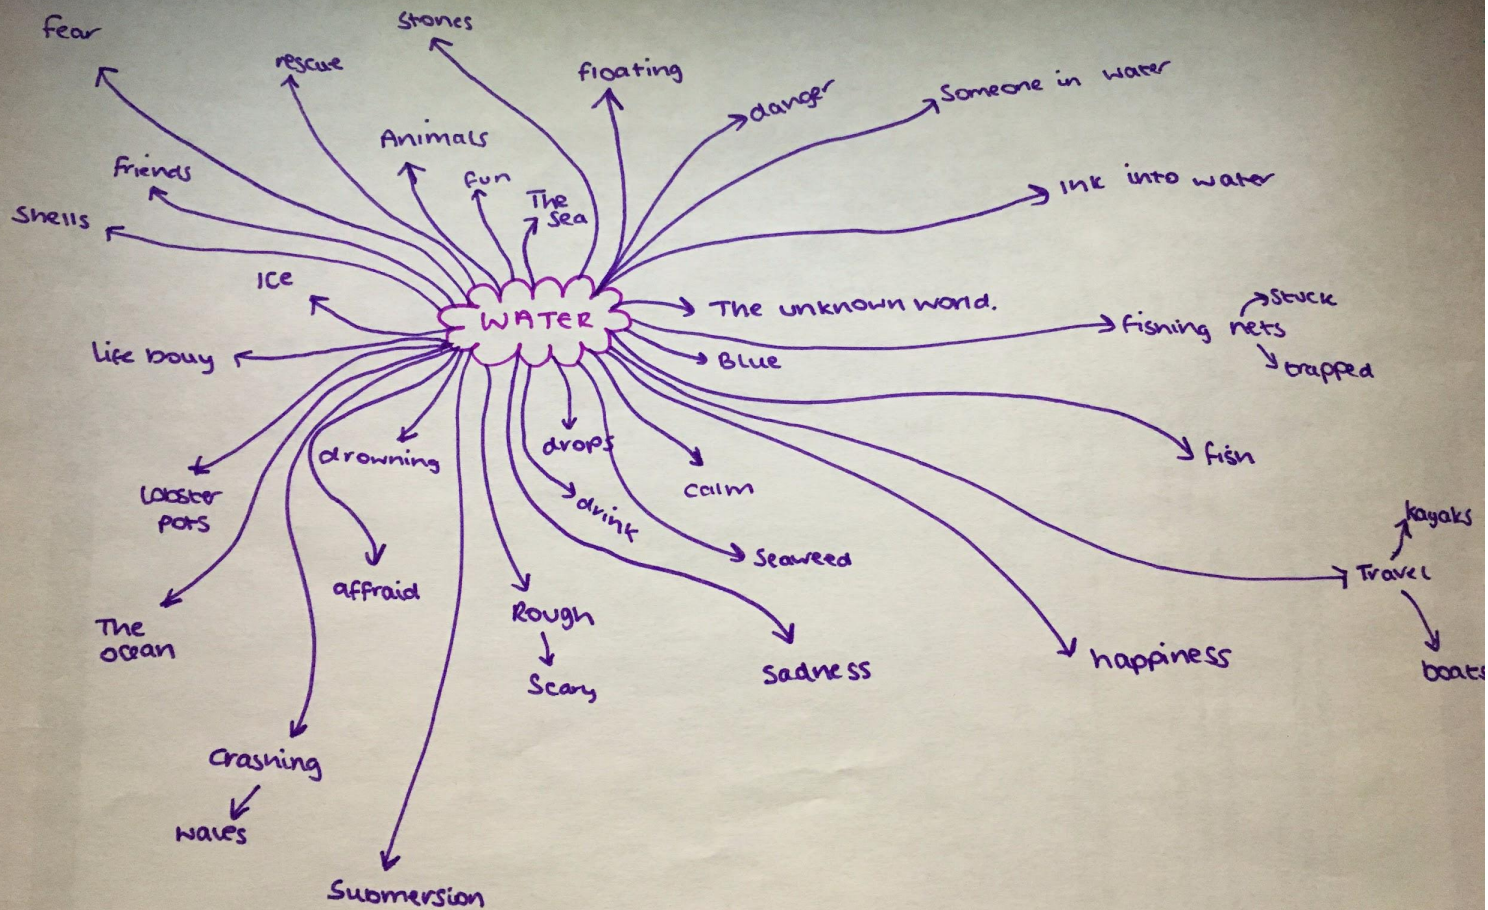 Stones
fear
rescue
floating
danger
Someone in water
Animals
friends
fun
The
sea
Ink into water
Shells
Ice
WATER
The unknown world.
Stuck
fishing nets
trapped
Life bouy
Blue
drowning
drops
calm
fish
Lobster
pots
drink
kayaks
Seaweed
Travel
affraid
Rough
The
ocean
Scary
Sadness
happiness
boats
Crashing
waves
Submersion